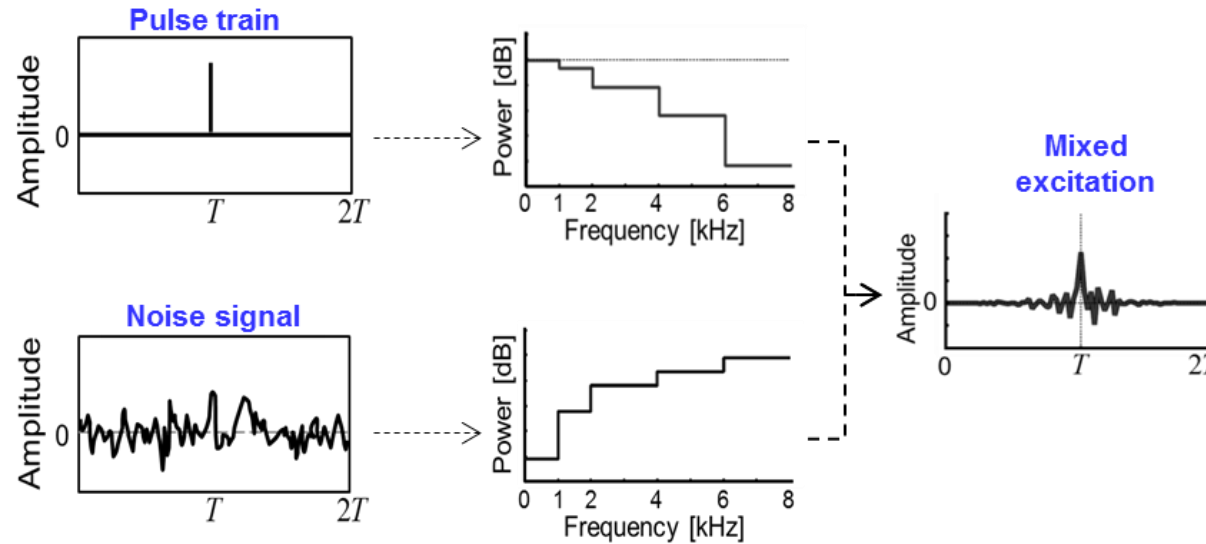 Pulse train
Amplitude
0
T
2T
Power [dB]
0 1 2 4 6 8
Frequency [kHz]
Noise signal
Amplitude
0
T
2T
Power [dB]
0 1 2 4 6 8
Frequency [kHz]
Mixed
excitation
Amplitude
0
0
T